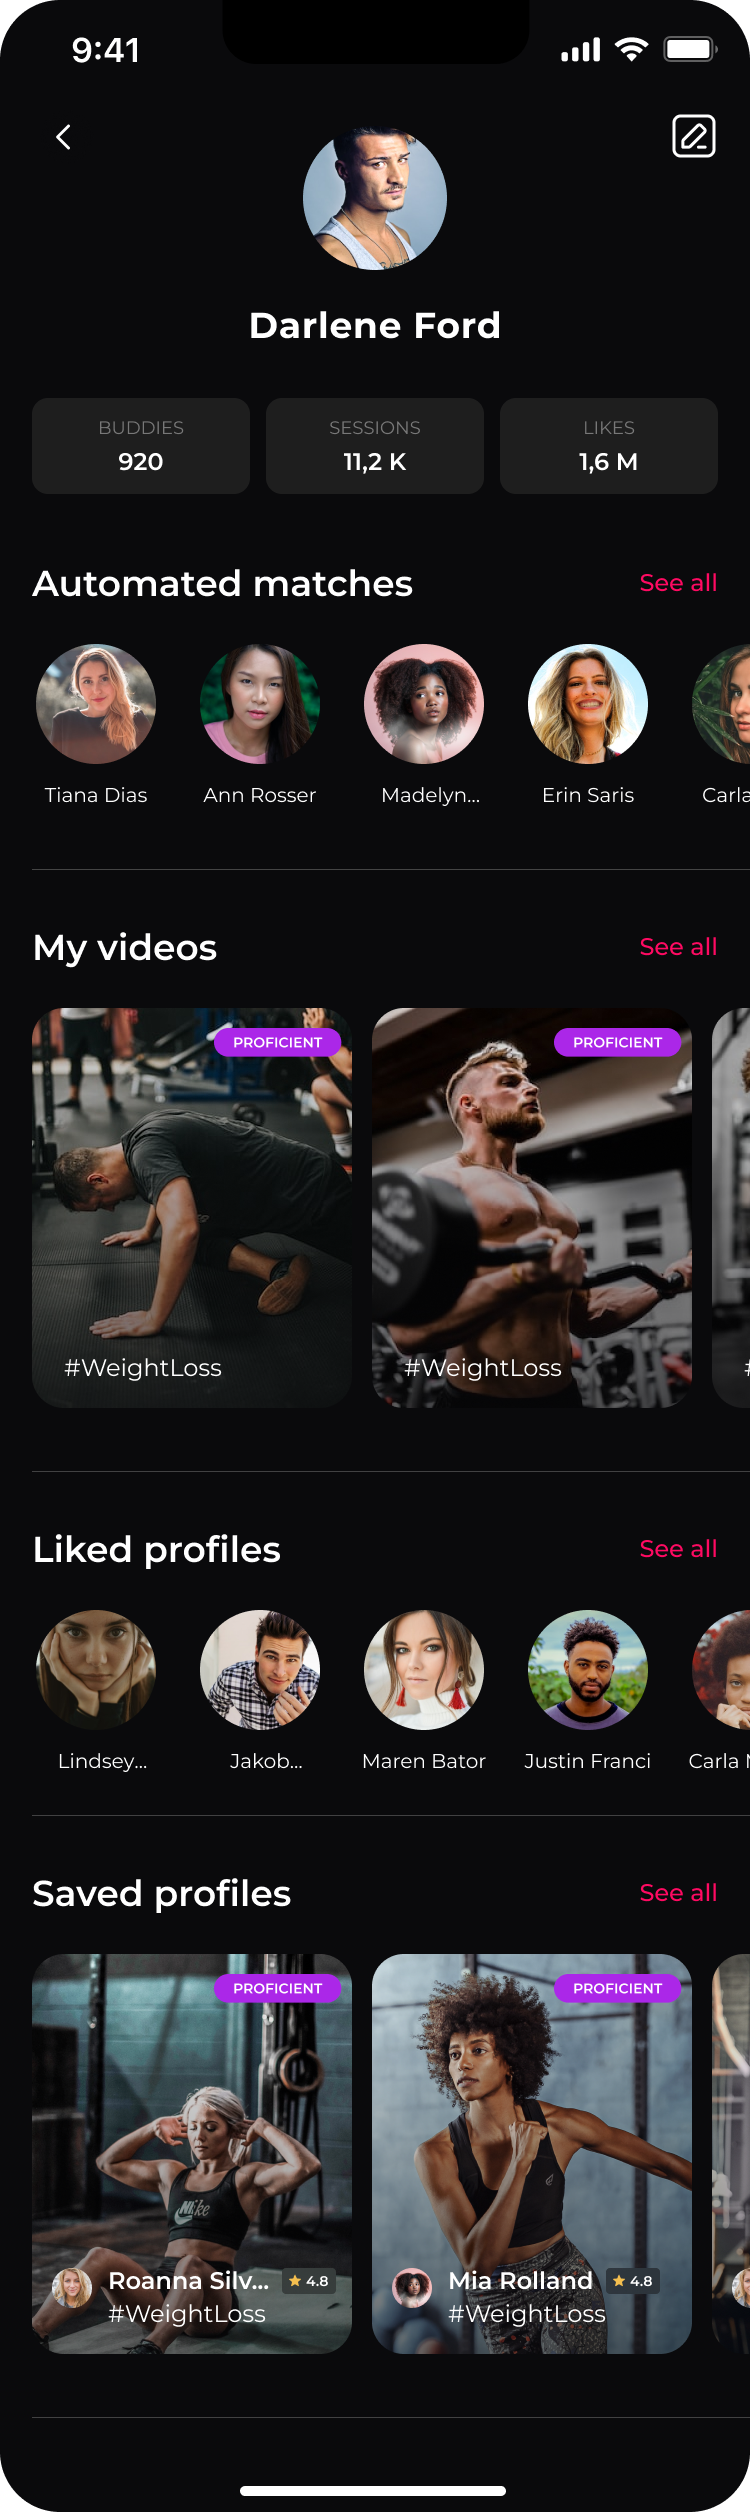 9:41
Darlene Ford
BUDDIES SESSIONS LIKES
920 11,2 K 1,6 M
Automated matches See all
Tiana Dias Ann Rosser Madelyn... Erin Saris Carla
My videos See all
PROFICIENT PROFICIENT
#WeightLoss #WeightLoss #
Liked profiles See all
Lindsey... Jakob... Maren Bator Justin Franci Carla
Saved profiles See all
PROFICIENT PROFICIENT
Nike
Roanna Silv... 4.8 Mia Rolland 4.8
#WeightLoss #WeightLoss